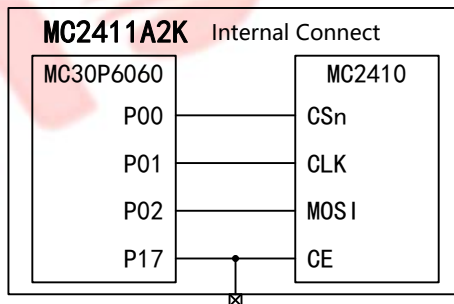 MC2411A2K Internal Connect
MC30P6060 MC2410
P00 CSn
P01 CLK
P02 MOSI
P17 CE